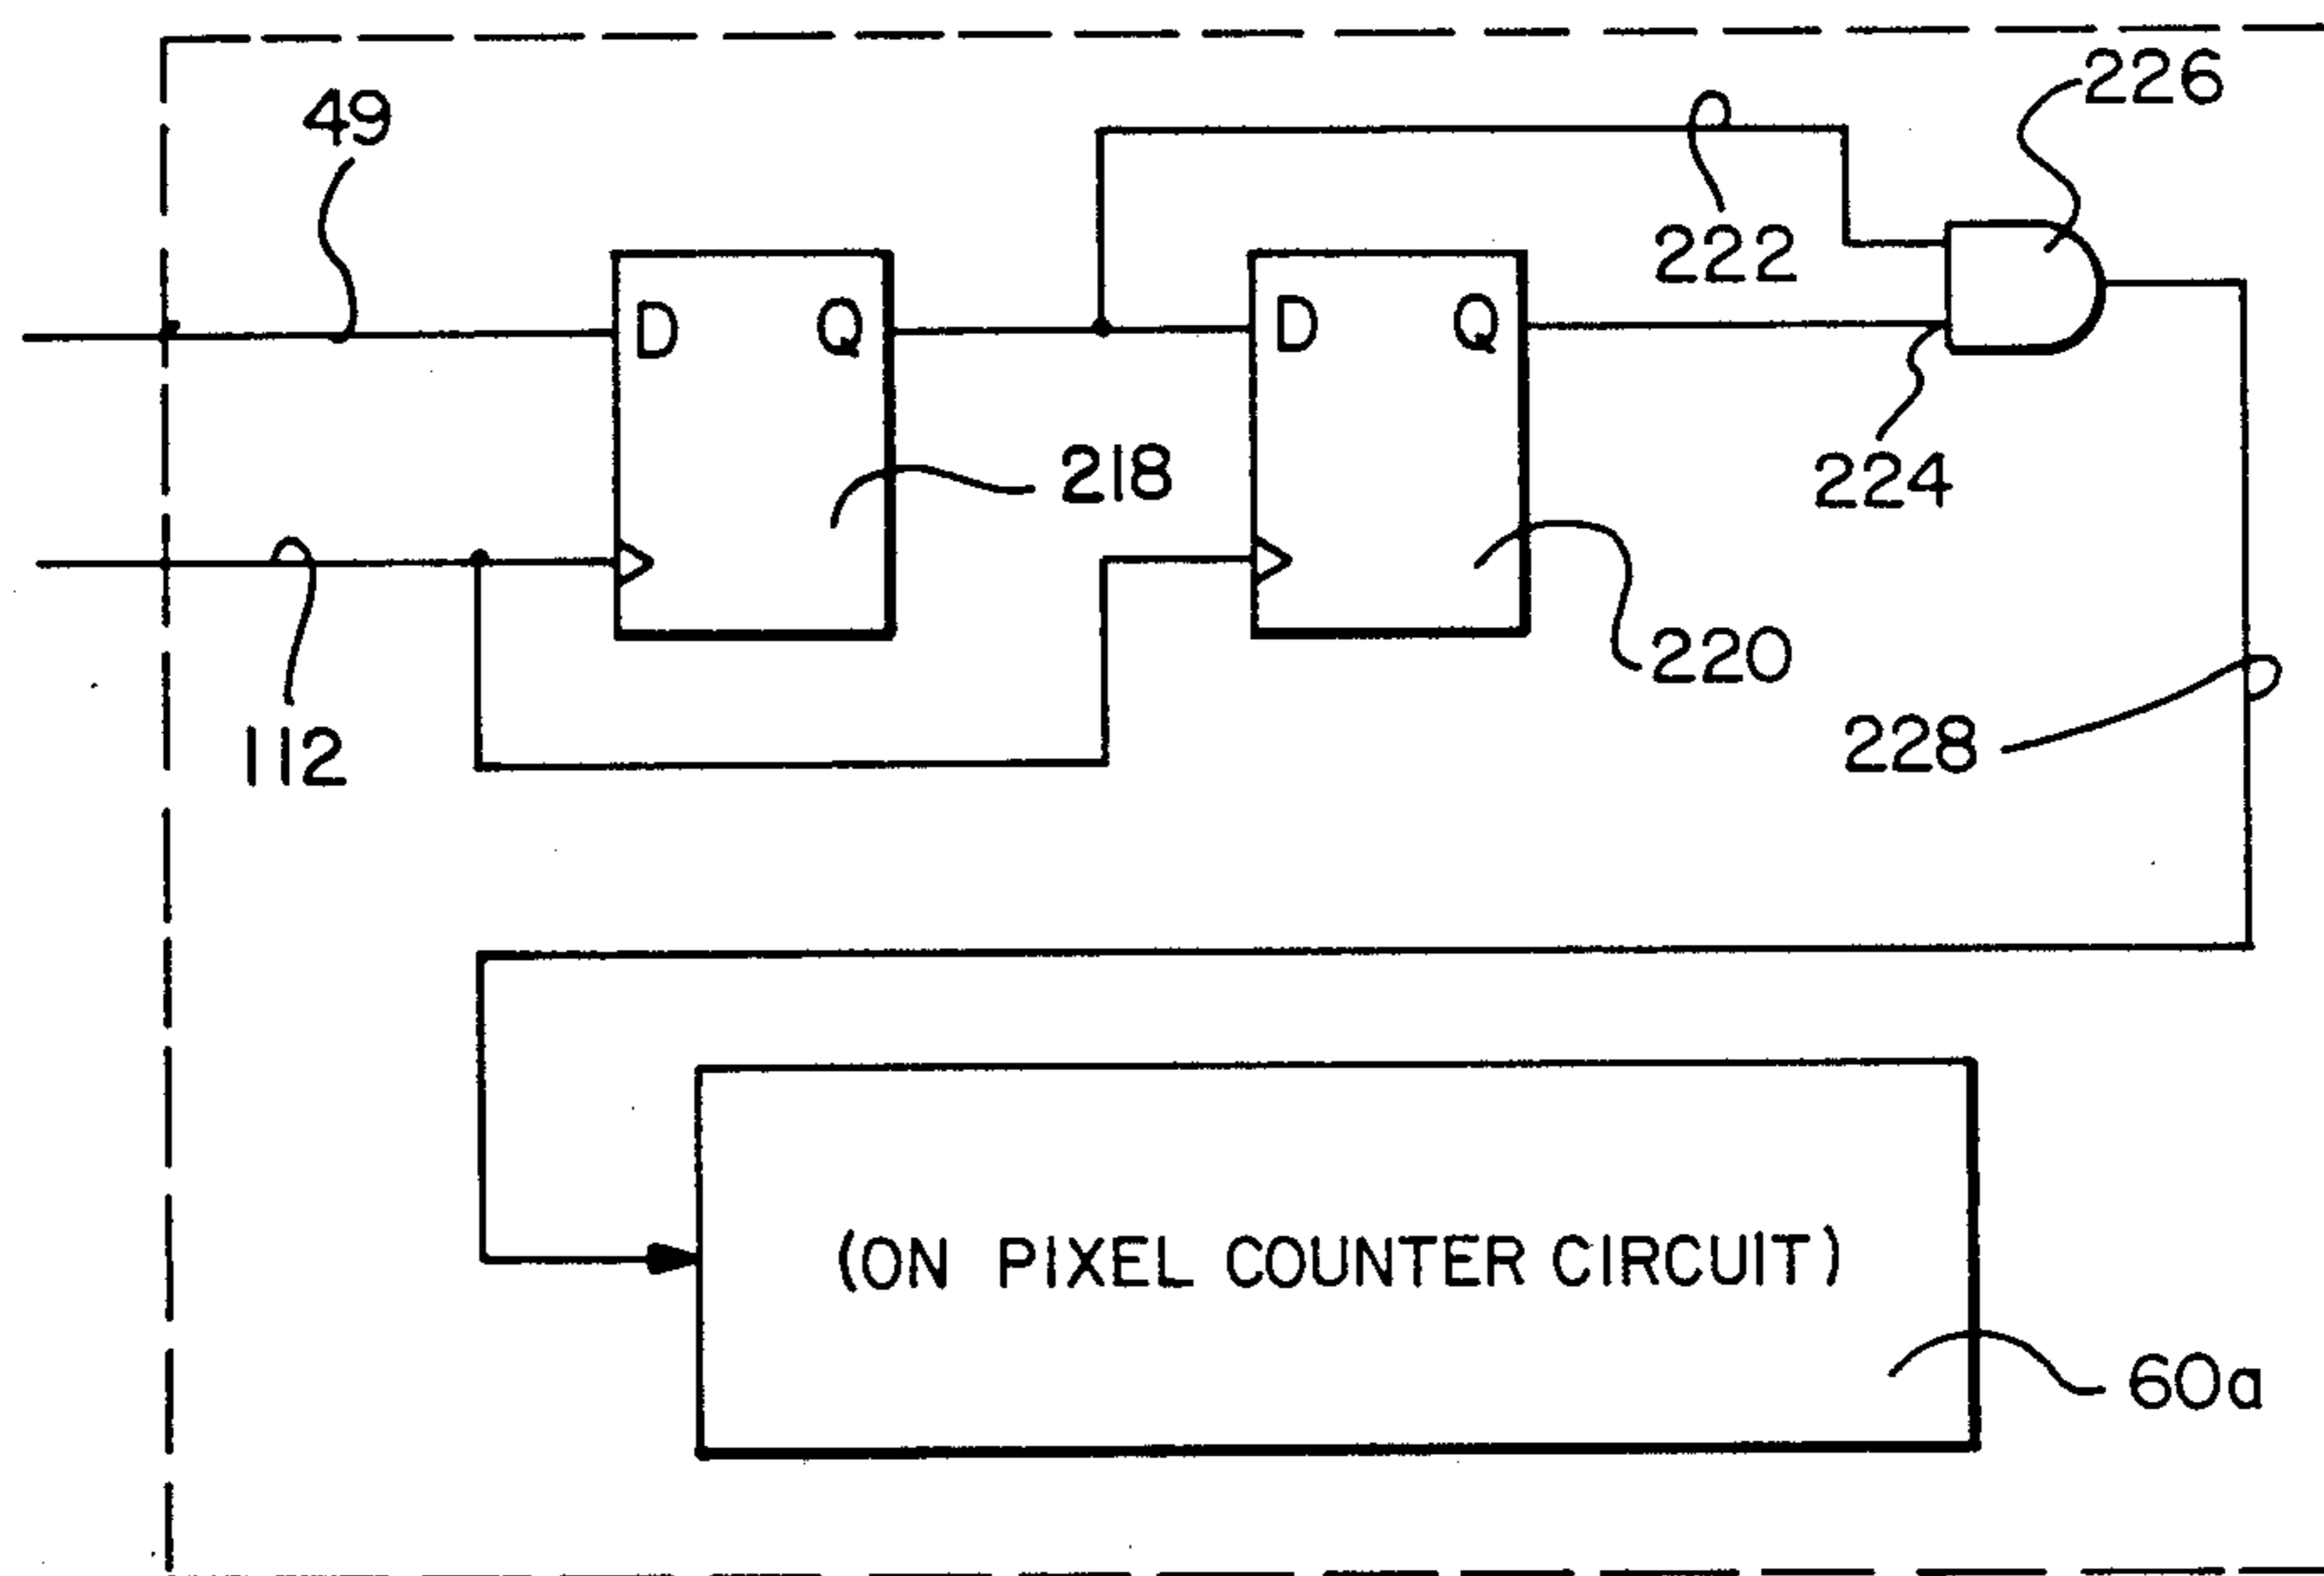 226
49
222
D Q
D Q
218
224
220
112
228
(ON PIXEL COUNTER CIRCUIT)
60a